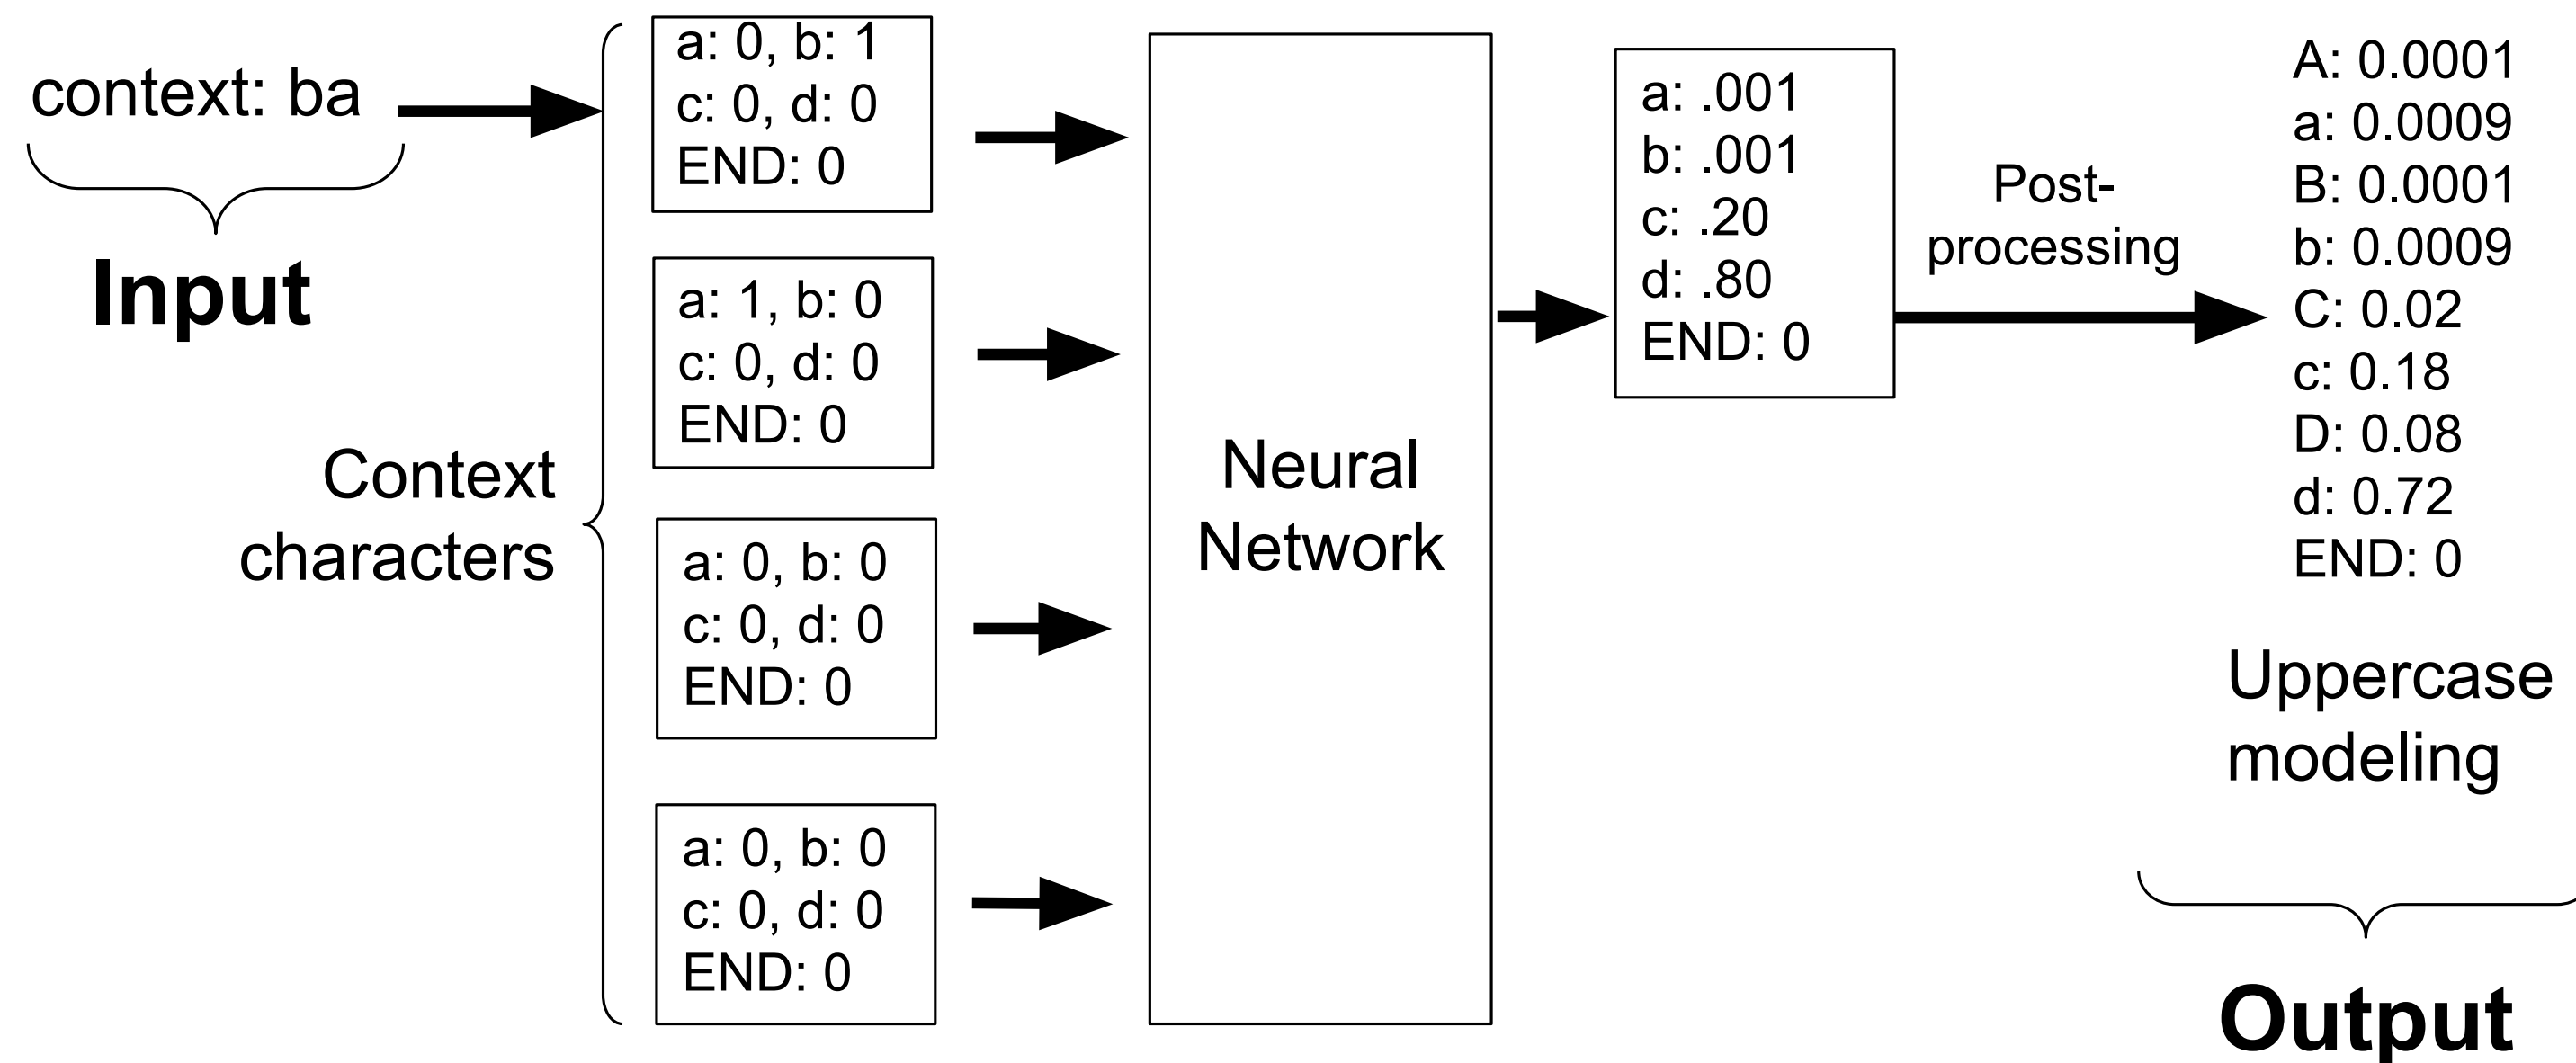 context: ba
Input
Context
characters
a: 0, b: 1
c: 0, d: 0
END: 0
a: 1, b: 0
c: 0, d: 0
END: 0
a: 0, b: 0
c: 0, d: 0
END: 0
a: 0, b: 0
c: 0, d: 0
END: 0
Neural
Network
a: .001
b: .001
c: .20
d: .80
END: 0
Post-
processing
A: 0.0001
a: 0.0009
B: 0.0001
b: 0.0009
C: 0.02
c: 0.18
D: 0.08
d: 0.72
END: 0
Uppercase
modeling
Output